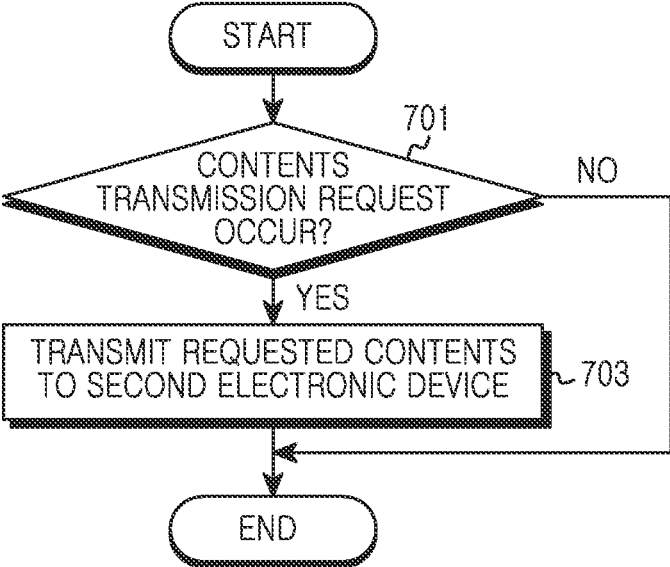 START
701
CONTENTS
TRANSMISSION REQUEST
OCCUR?
NO
YES
TRANSMIT REQUESTED CONTENTS
TO SECOND ELECTRONIC DEVICE
703
END